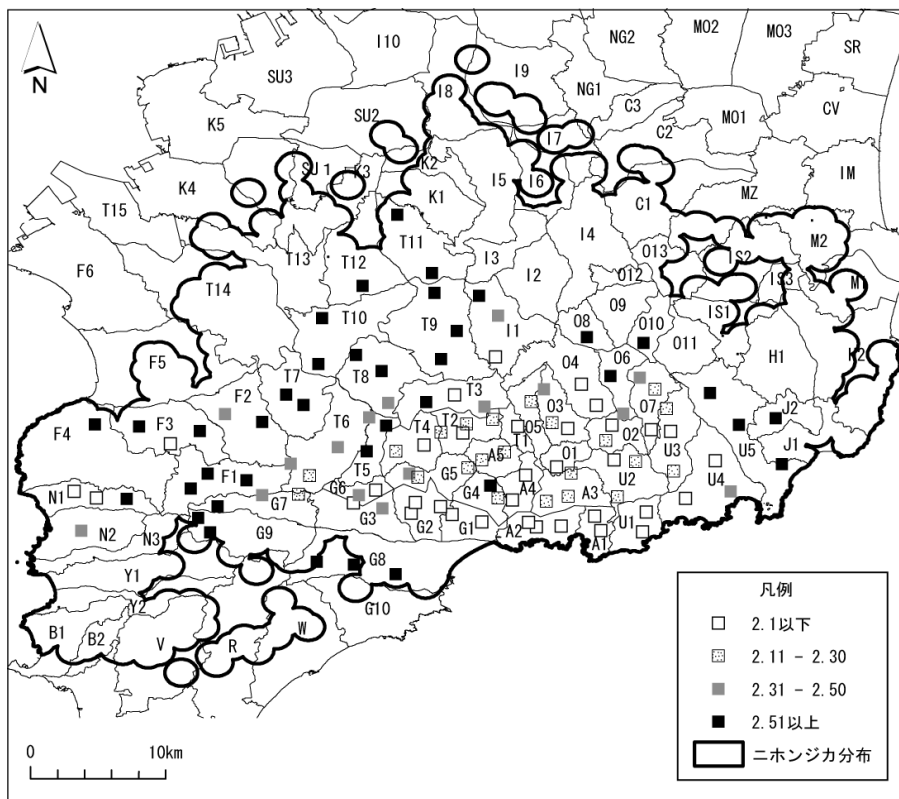 I10
NG2
MO2
MO3
SR
N
SU3
I9
I8
NG1
C3
CV
K5
SU2
MO1
I7
C2
K2
SU1
K3
I5
I6
MZ
IM
K4
K1
C1
T15
T11
I4
M2
T13
T12
I3
O13
IS2
F6
I2
O12
IS3
T14
O9
T10
T9
I1
O8
O10
IS1
O11
H1
K2
F5
O6
O4
T8
T7
T3
F2
O7
J2
F3
T6
T4
T2
O3
F4
O5
O2
T1
U3
U5
J1
T5
A5
O1
F1
G5
U2
G6
G4
A4
U4
N1
G7
A3
G3
N2
G2
U1
N3
G9
G1
A2
A1
Y1
G8
凡例
Y2
G10
2.1以下
B1
B2
V
R
W
2.11 - 2.30
2.31 - 2.50
2.51以上
ニホンジカ分布
0 10km